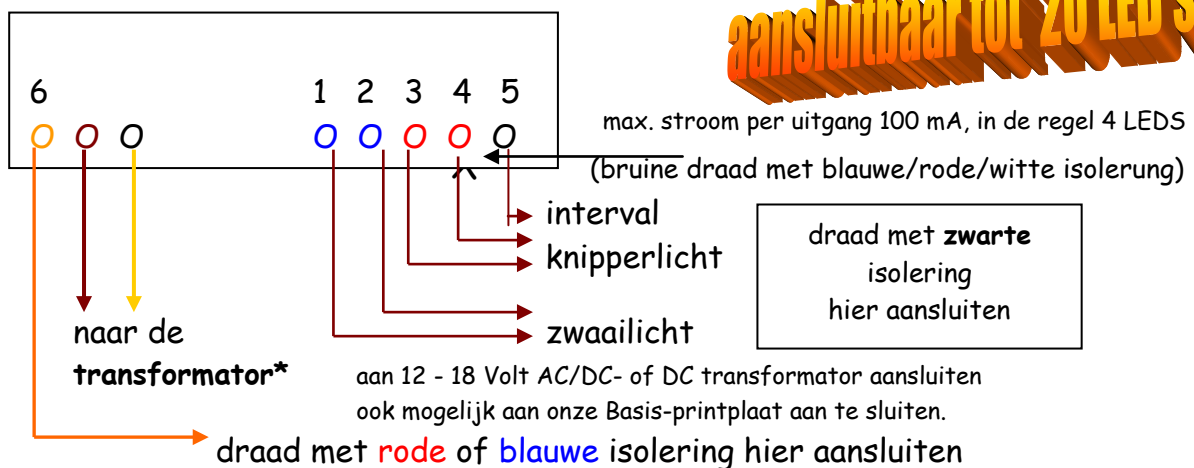 aansluitbaar tot 20 LED's
6 1 2 3 4 5
O O O O O O O O
max. stroom per uitgang 100 mA, in de regel 4 LEDS
(bruine draad met blauwe/rode/witte isolerung)
interval
knipperlicht
draad met zwarte
isolering
hier aansluiten
naar de
transformator*
zwaailicht
aan 12 - 18 Volt AC/DC- of DC transformator aansluiten
ook mogelijk aan onze Basis-printplaat aan te sluiten.
draad met rode of blauwe isolering hier aansluiten